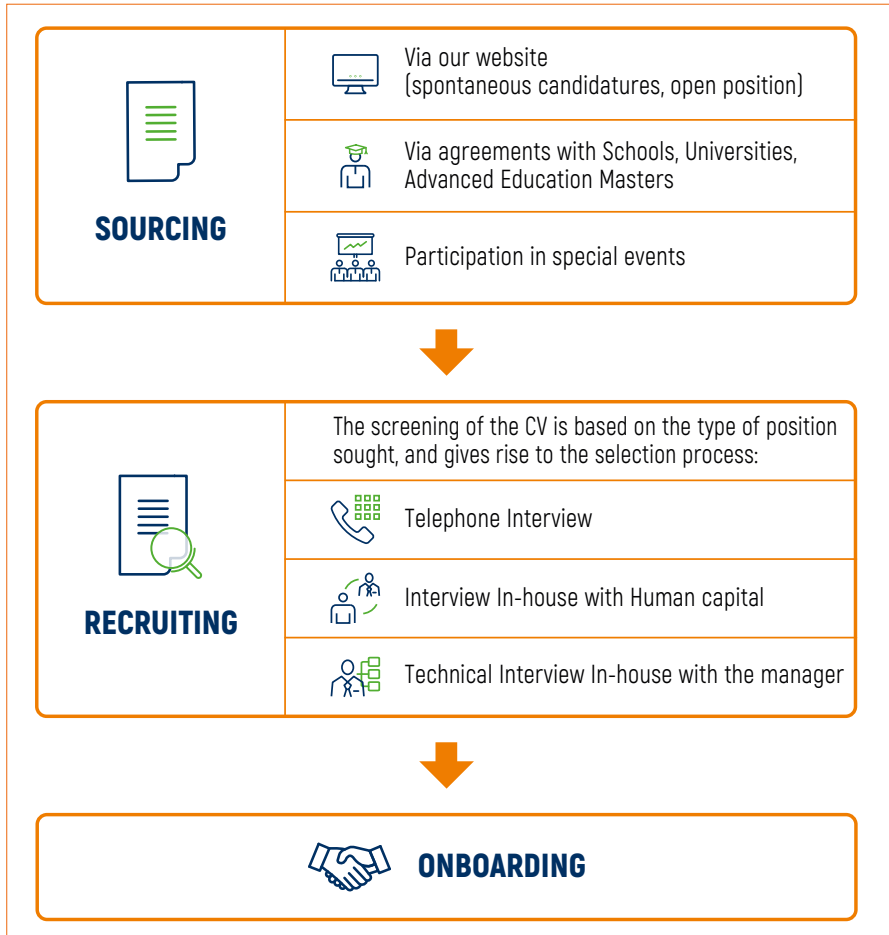 SOURCING
Via our website
(spontaneous candidatures, open position)
Via agreements with Schools, Universities,
Advanced Education Masters
Participation in special events
RECRUITING
The screening of the CV is based on the type of position
sought, and gives rise to the selection process:
Telephone Interview
Interview In-house with Human capital
Technical Interview In-house with the manager
ONBOARDING